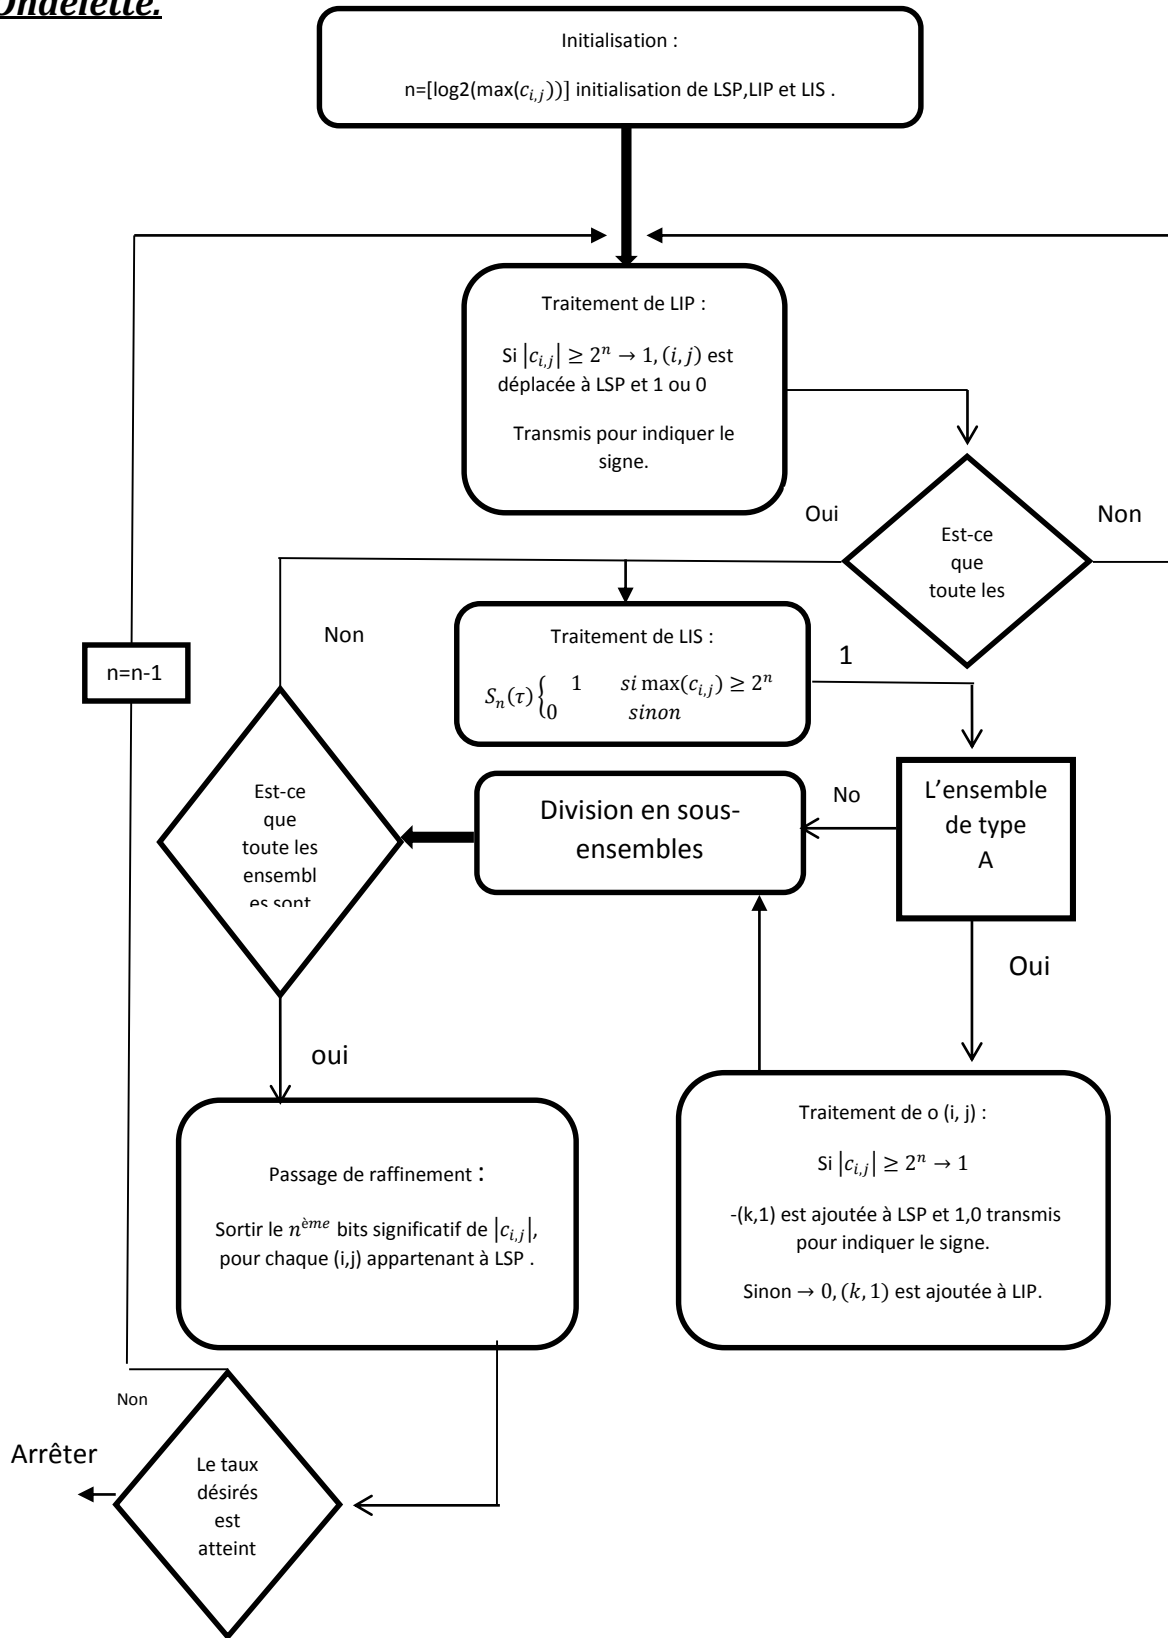 Ondelette.
Initialisation :
n=[log2(max(c_{i,j}))] initialisation de LSP,LIP et LIS .
Traitement de LIP :
Si |c_{i,j}| ≥ 2^n → 1, (i, j) est
déplacée à LSP et 1 ou 0
Transmis pour indiquer le
signe.
Oui
Non
Est-ce
que
toute les
Non
Traitement de LIS :
S_n(τ) { 1 si max(c_{i,j}) ≥ 2^n
0 sinon
1
n=n-1
Est-ce
que
toute les
ensembl
es sont
Division en sous-
ensembles
No
L’ensemble
de type
A
Oui
oui
Passage de raffinement :
Sortir le n^{ème} bits significatif de |c_{i,j}|,
pour chaque (i,j) appartenant à LSP .
Traitement de o (i, j) :
Si |c_{i,j}| ≥ 2^n → 1
-(k,1) est ajoutée à LSP et 1,0 transmis
pour indiquer le signe.
Sinon → 0, (k, 1) est ajoutée à LIP.
Non
Arrêter
Le taux
désirés
est
atteint